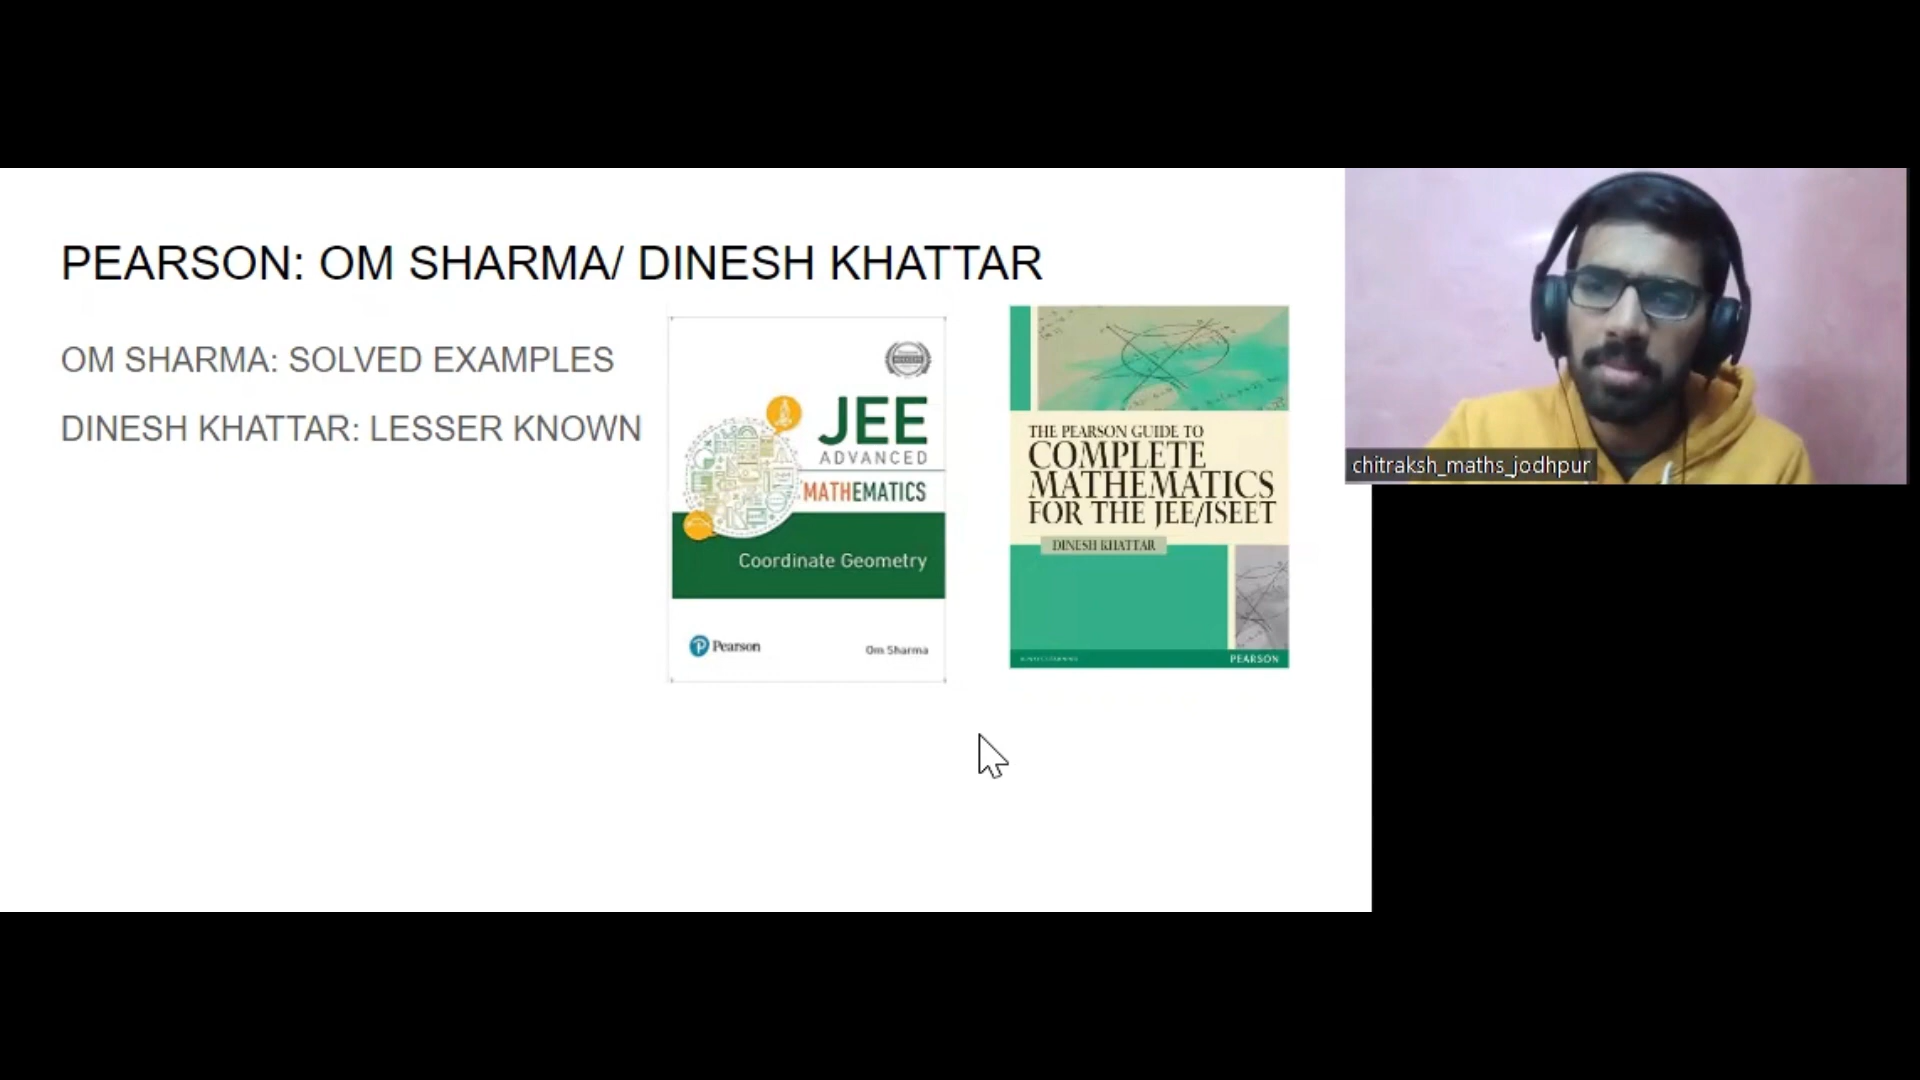 PEARSON: OM SHARMA/ DINESH KHATTAR
OM SHARMA: SOLVED EXAMPLES
DINESH KHATTAR: LESSER KNOWN
JEE
ADVANCED
MATHEMATICS
Coordinate Geometry
Pearson
Om Sharma
THE PEARSON GUIDE TO
COMPLETE
MATHEMATICS
FOR THE JEE/ISEET
DINESH KHATTAR
PEARSON
chitraksh_maths_jodhpur